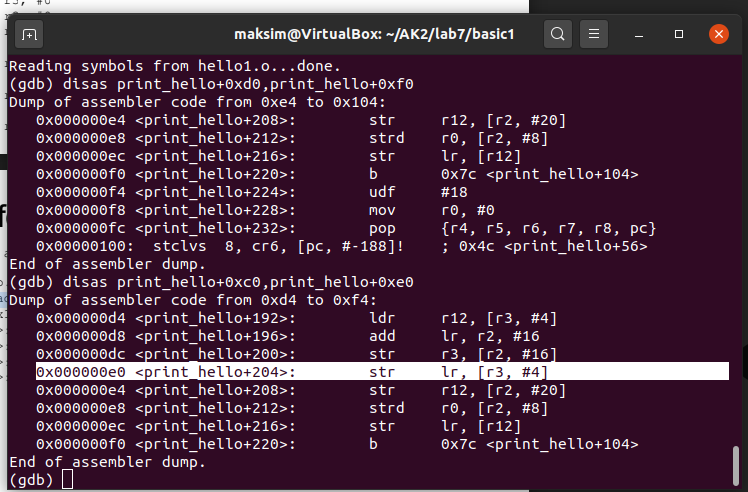 maksim@VirtualBox: ~/AK2/lab7/basic1
Reading symbols from hello1.o...done.
(gdb) disas print_hello+0xd0,print_hello+0xf0
Dump of assembler code from 0xe4 to 0x104:
   0x000000e4 <print_hello+208>:	str	r12, [r2, #20]
   0x000000e8 <print_hello+212>:	strd	r0, [r2, #8]
   0x000000ec <print_hello+216>:	str	lr, [r12]
   0x000000f0 <print_hello+220>:	b	0x7c <print_hello+104>
   0x000000f4 <print_hello+224>:	udf	#18
   0x000000f8 <print_hello+228>:	mov	r0, #0
   0x000000fc <print_hello+232>:	pop	{r4, r5, r6, r7, r8, pc}
   0x00000100:	stclvs	8, cr6, [pc, #-188]!	; 0x4c <print_hello+56>
End of assembler dump.
(gdb) disas print_hello+0xc0,print_hello+0xe0
Dump of assembler code from 0xd4 to 0xf4:
   0x000000d4 <print_hello+192>:	ldr	r12, [r3, #4]
   0x000000d8 <print_hello+196>:	add	lr, r2, #16
   0x000000dc <print_hello+200>:	str	r3, [r2, #16]
   0x000000e0 <print_hello+204>:	str	lr, [r3, #4]
   0x000000e4 <print_hello+208>:	str	r12, [r2, #20]
   0x000000e8 <print_hello+212>:	strd	r0, [r2, #8]
   0x000000ec <print_hello+216>:	str	lr, [r12]
   0x000000f0 <print_hello+220>:	b	0x7c <print_hello+104>
End of assembler dump.
(gdb)